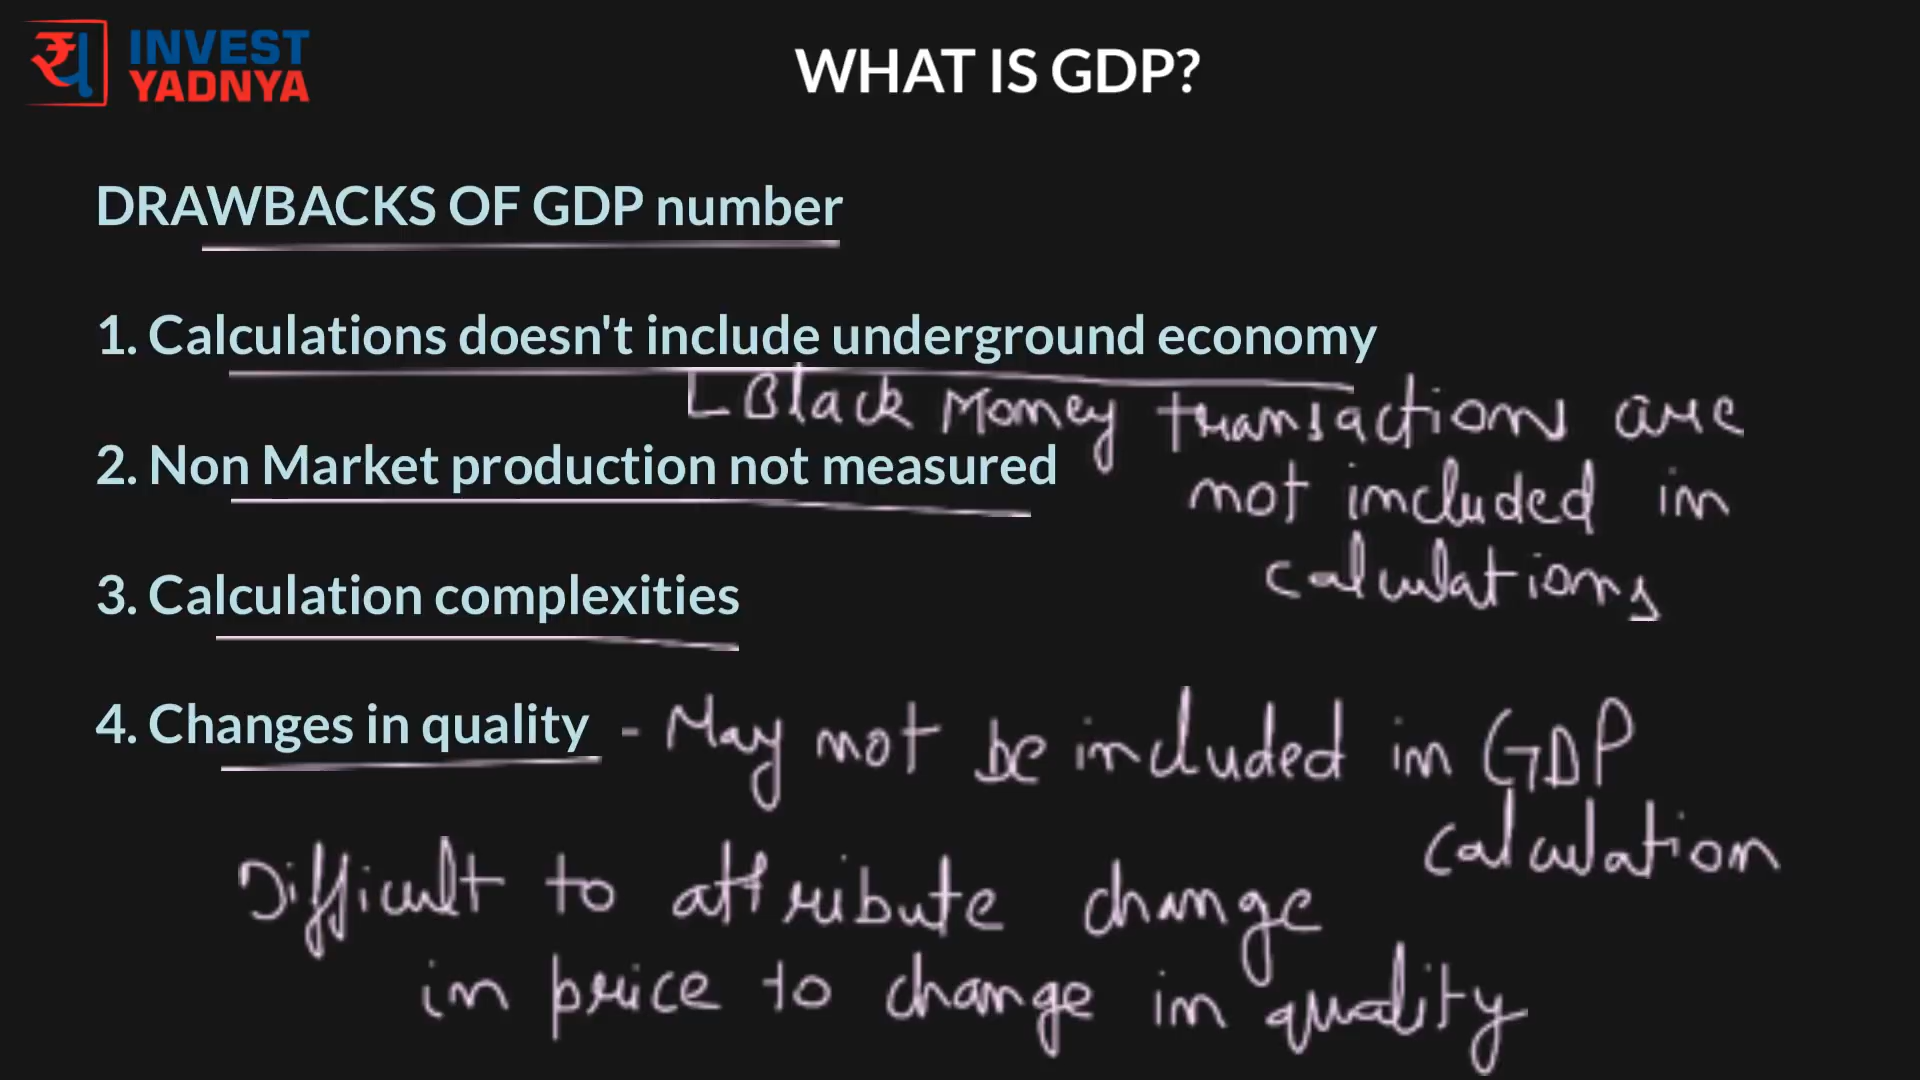 INVEST
YADNYA
WHAT IS GDP?
DRAWBACKS OF GDP number
1. Calculations doesn't include underground economy
Black Money transactions are
not included in
calculations
2. Non Market production not measured
3. Calculation complexities
4. Changes in quality - May not be included in GDP
calculation
Difficult to attribute change
in price to change in quality